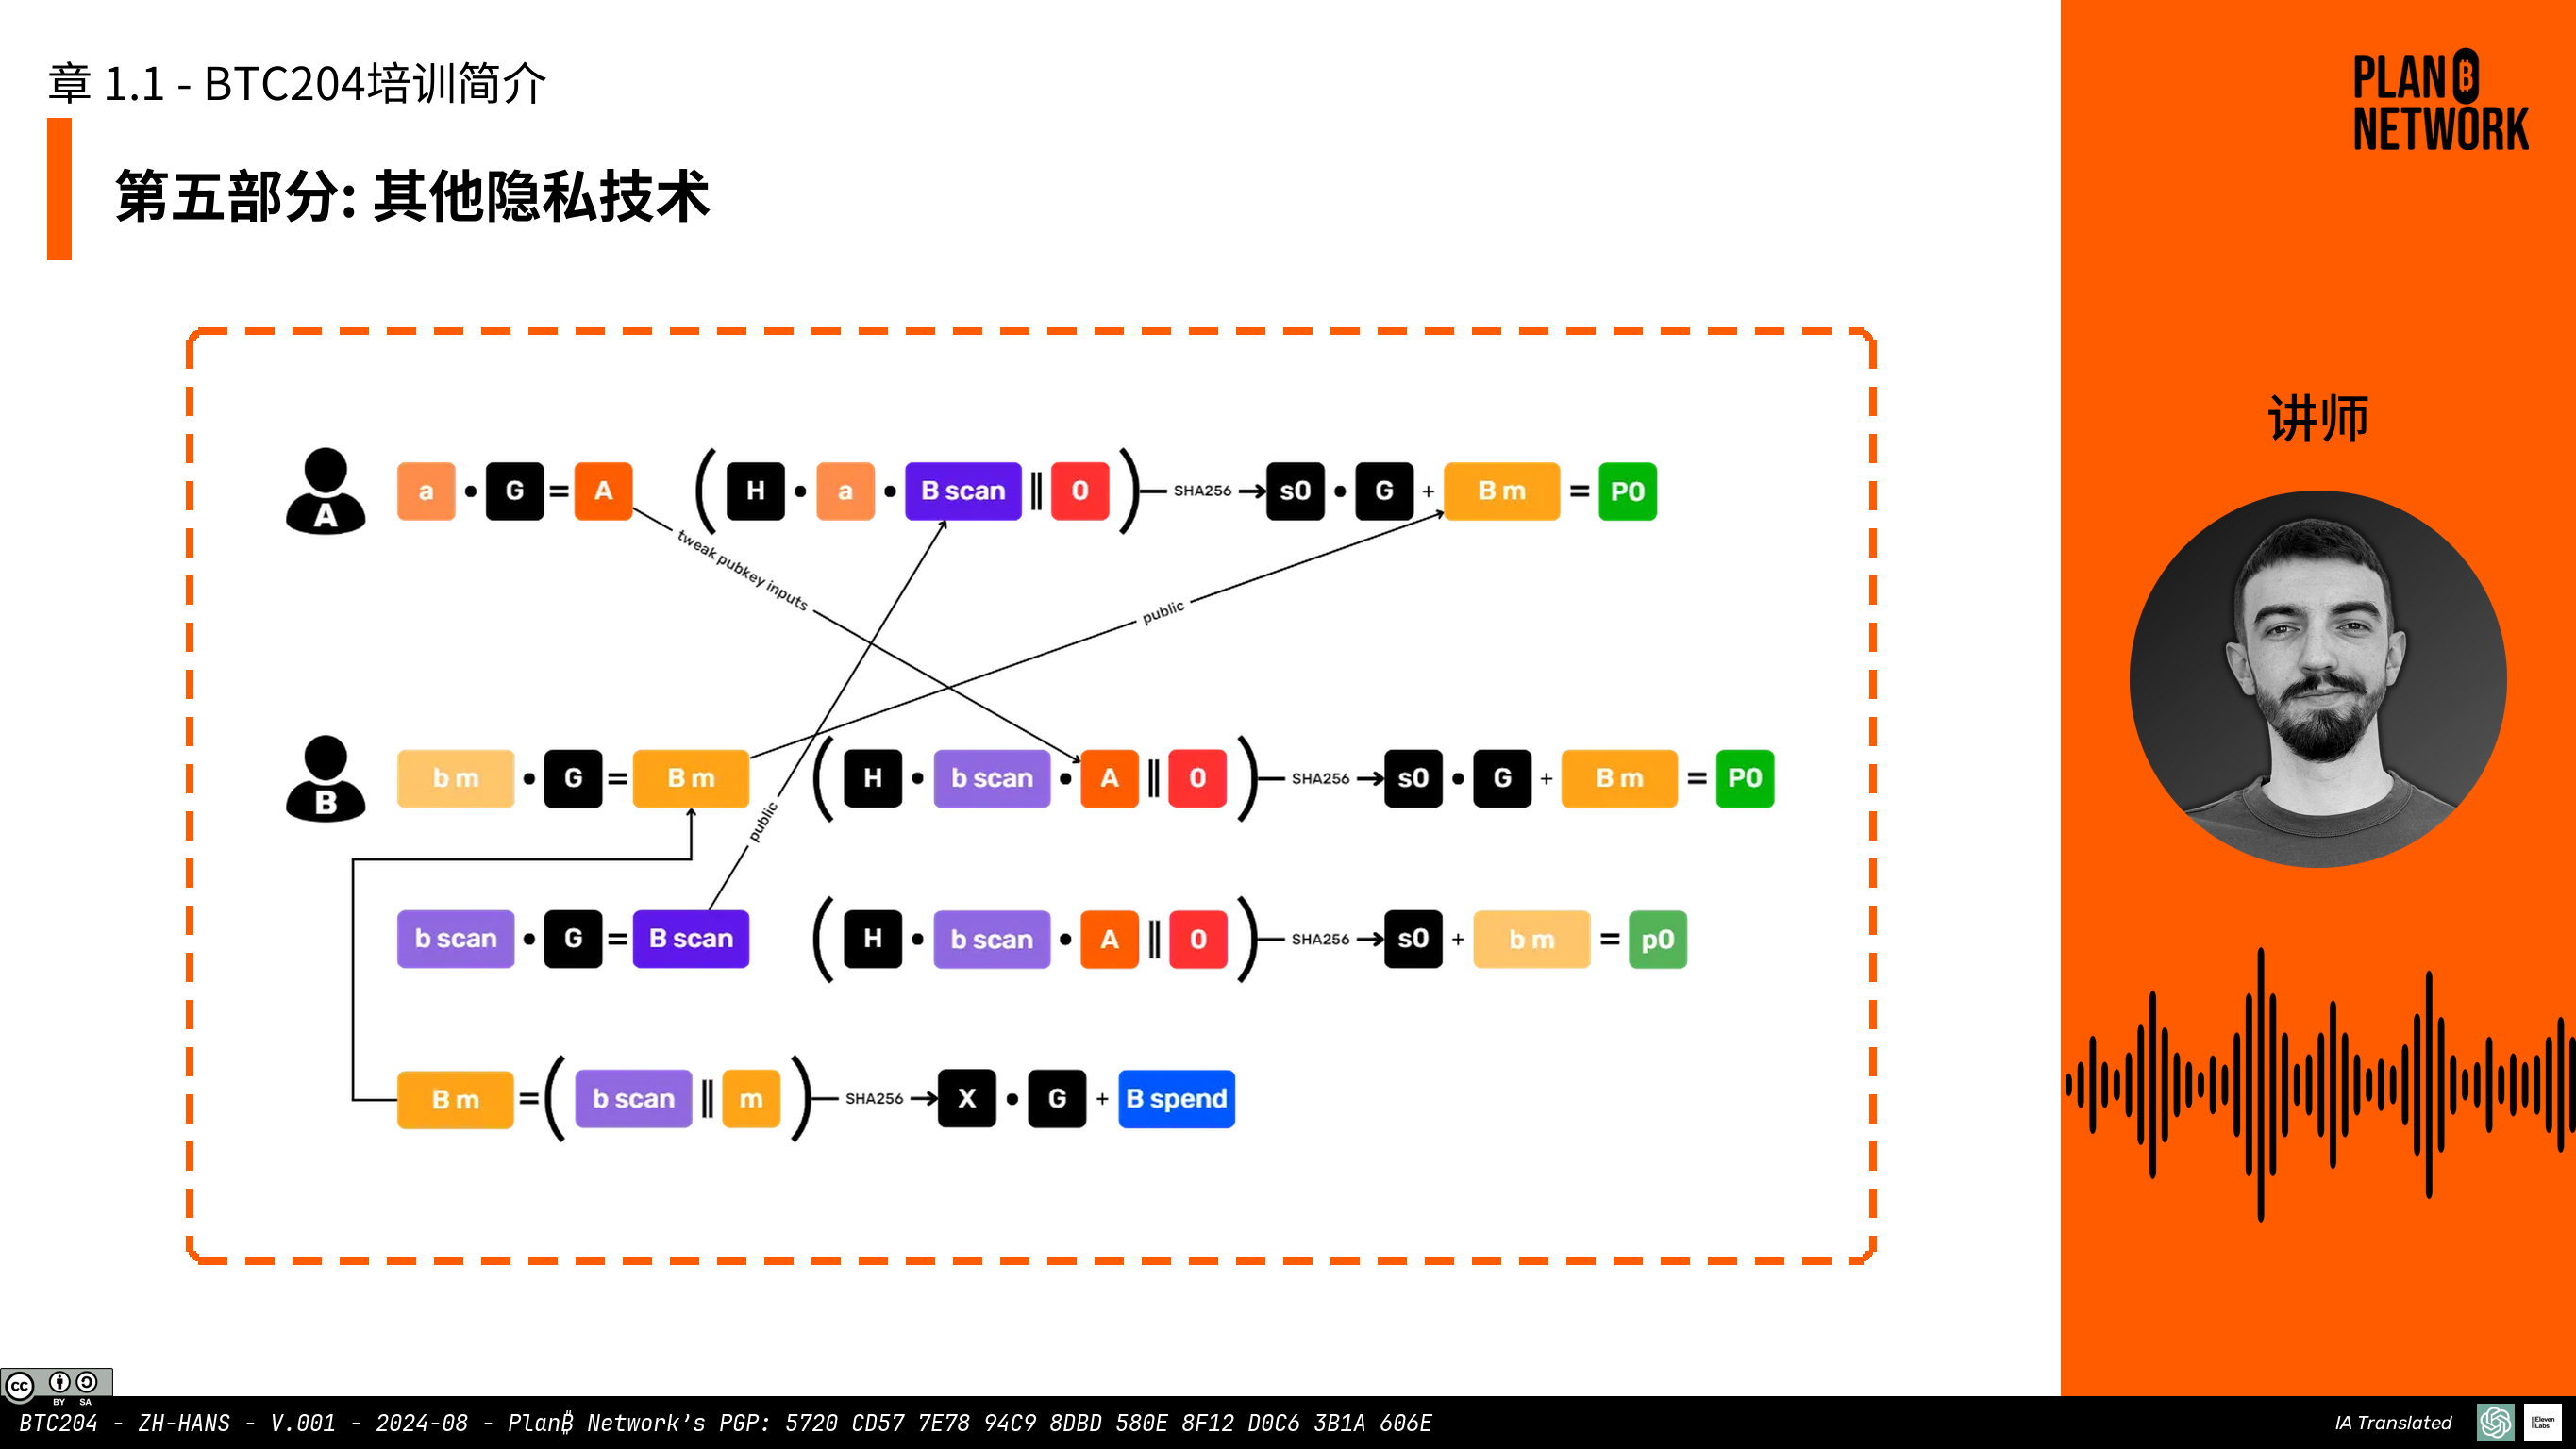 章 1.1 - BTC204培训简介
第五部分: 其他隐私技术
PLAN ₿
NETWORK
讲师
A a • G = A ( H • a • B scan || 0 ) SHA256 → s0 • G + B m = P0
tweak pubkey inputs
public
B b m • G = B m ( H • b scan • A || 0 ) SHA256 → s0 • G + B m = P0
public
b scan • G = B scan ( H • b scan • A || 0 ) SHA256 → s0 + b m = p0
B m = ( b scan || m ) SHA256 → X • G + B spend
cc BY SA
BTC204 - ZH-HANS - V.001 - 2024-08 - Plan₿ Network's PGP: 5720 CD57 7E78 94C9 8DBD 580E 8F12 D0C6 3B1A 606E
IA Translated
IIEleven
Labs